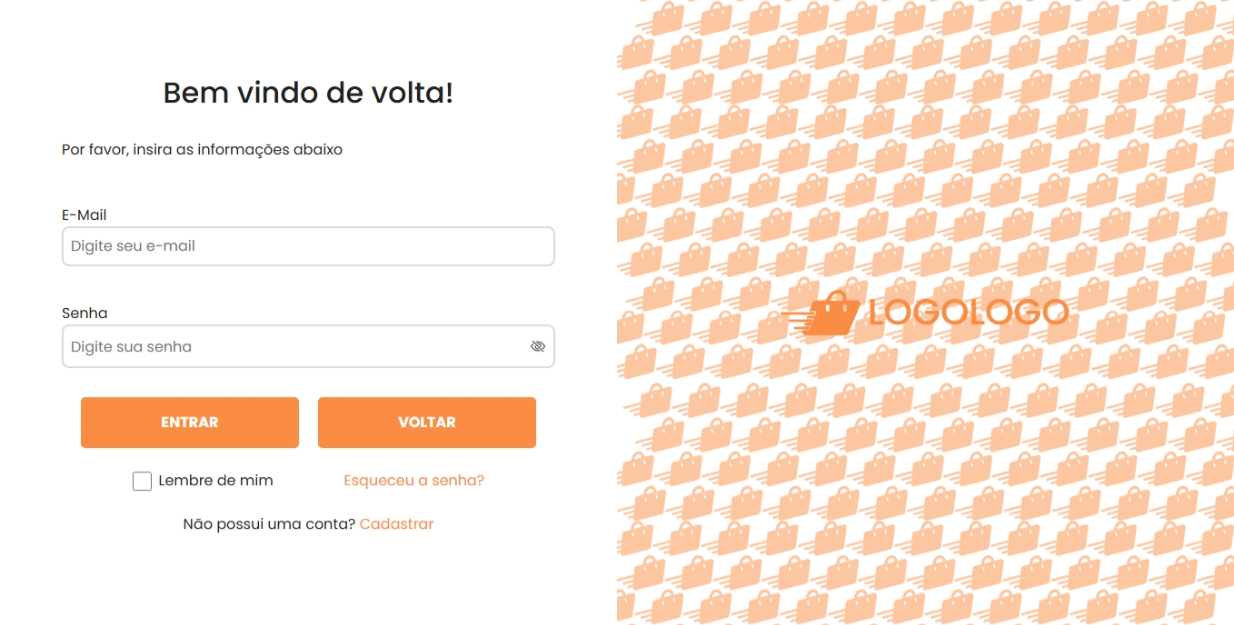 Bem vindo de volta!
Por favor, insira as informações abaixo
E-Mail
Digite seu e-mail
Senha
Digite sua senha
ENTRAR
VOLTAR
Lembre de mim
Esqueceu a senha?
Não possui uma conta? Cadastrar
LOGOLOGO